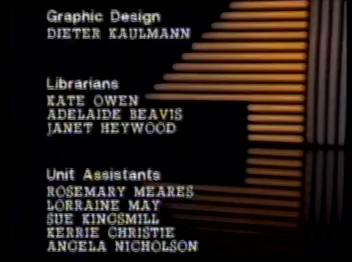 Graphic Design
DIETER KAULMANN
Librarians
KATE OWEN
ADELAIDE BEAVIS
JANET HEYWOOD
Unit Assistants
ROSEMARY MEARES
LORRAINE MAY
SUE KINGSMILL
KERRIE CHRISTIE
ANGELA NICHOLSON